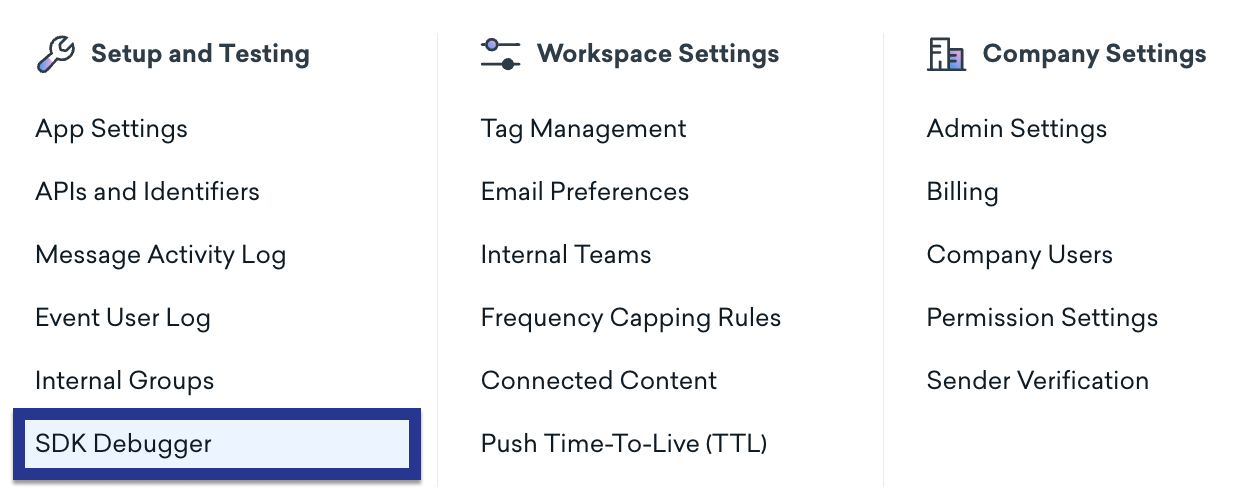 Setup and Testing
App Settings
APIs and Identifiers
Message Activity Log
Event User Log
Internal Groups
SDK Debugger
Workspace Settings
Tag Management
Email Preferences
Internal Teams
Frequency Capping Rules
Connected Content
Push Time-To-Live (TTL)
Company Settings
Admin Settings
Billing
Company Users
Permission Settings
Sender Verification